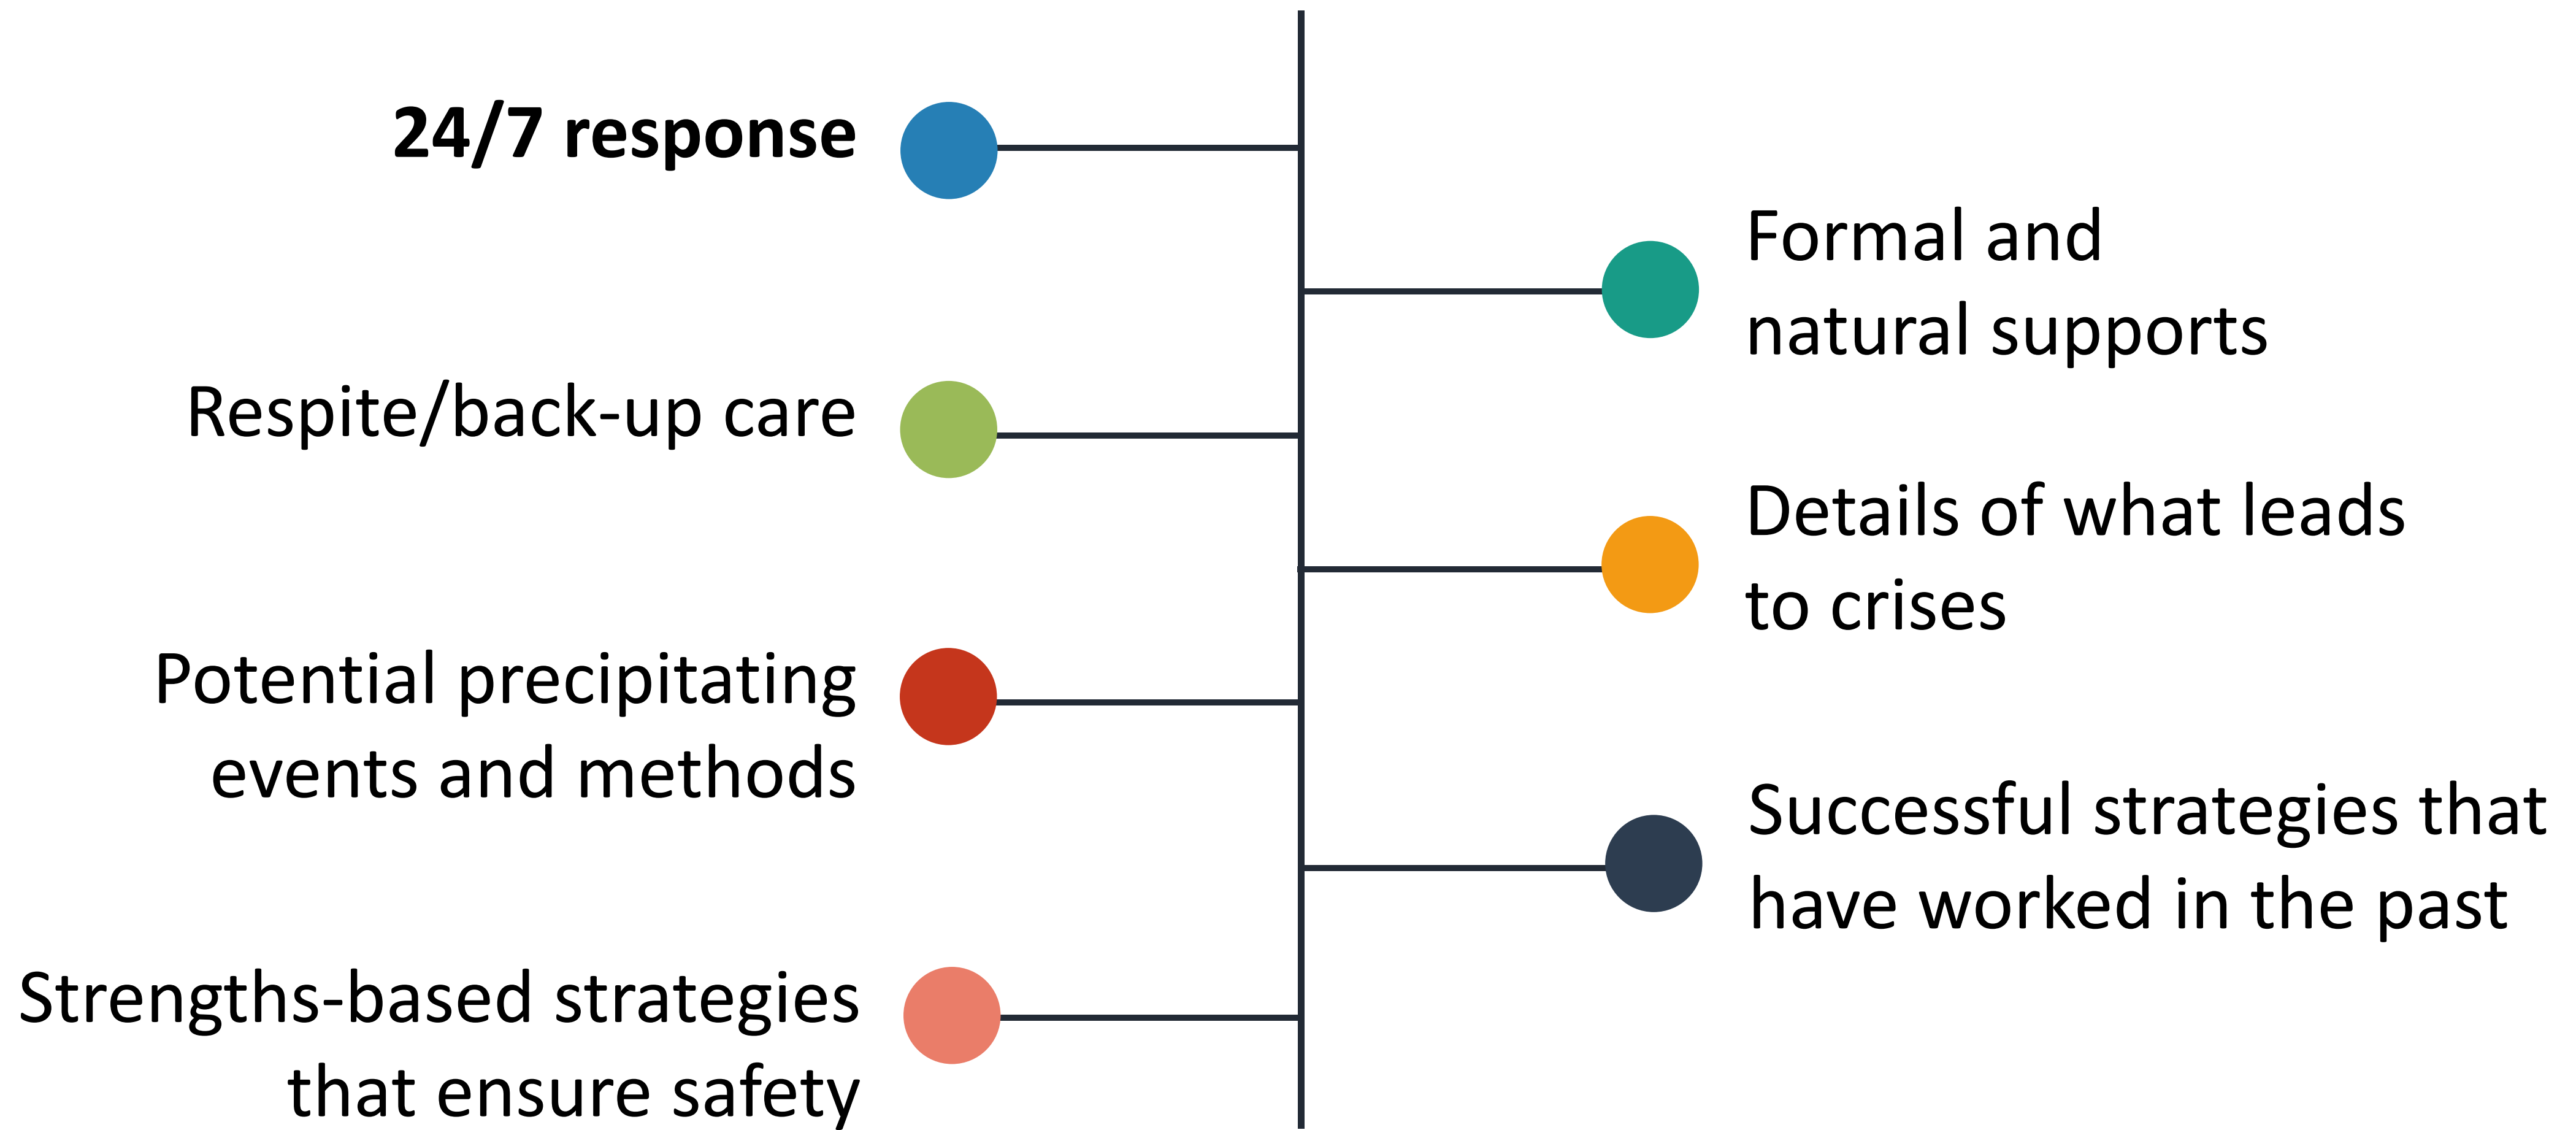 24/7 response
Formal and
natural supports
Respite/back-up care
Details of what leads
to crises
Potential precipitating
events and methods
Successful strategies that
have worked in the past
Strengths-based strategies
that ensure safety